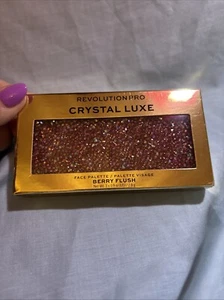 REVOLUTION PRO
CRYSTAL LUXE
FACE PALETTE / PALETTE VISAGE
BERRY FLUSH